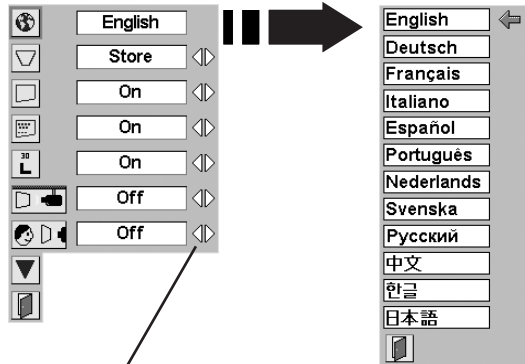 English
Store
On
On
30
L
On
Off
Off
English
Deutsch
Français
Italiano
Español
Português
Nederlands
Svenska
Русский
中文
한글
日本語